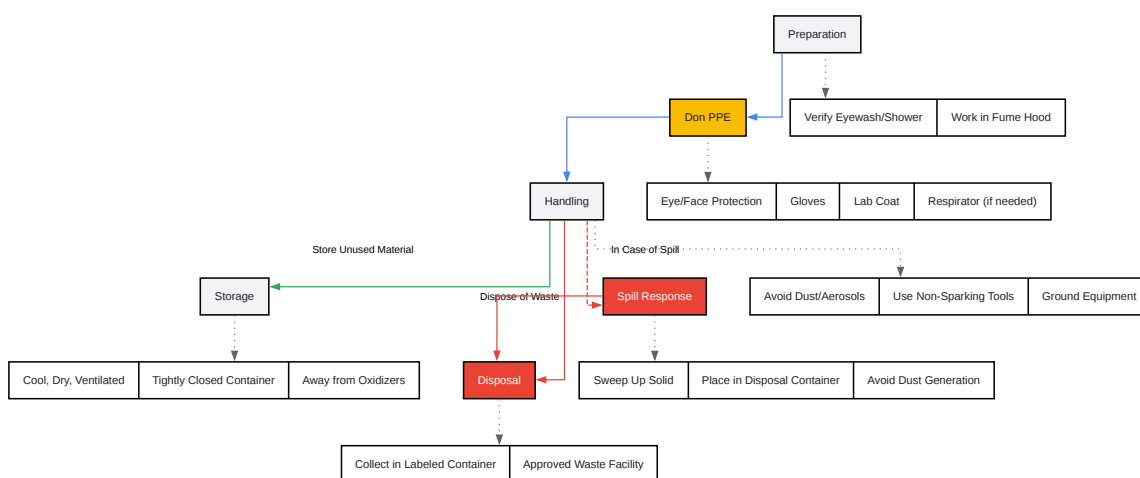 Preparation
Don PPE
Verify Eyewash/Shower
Work in Fume Hood
Handling
Eye/Face Protection
Gloves
Lab Coat
Respirator (if needed)
Store Unused Material
In Case of Spill
Storage
Dispose of Waste
Spill Response
Avoid Dust/Aerosols
Use Non-Sparking Tools
Ground Equipment
Cool, Dry, Ventilated
Tightly Closed Container
Away from Oxidizers
Disposal
Sweep Up Solid
Place in Disposal Container
Avoid Dust Generation
Collect in Labeled Container
Approved Waste Facility